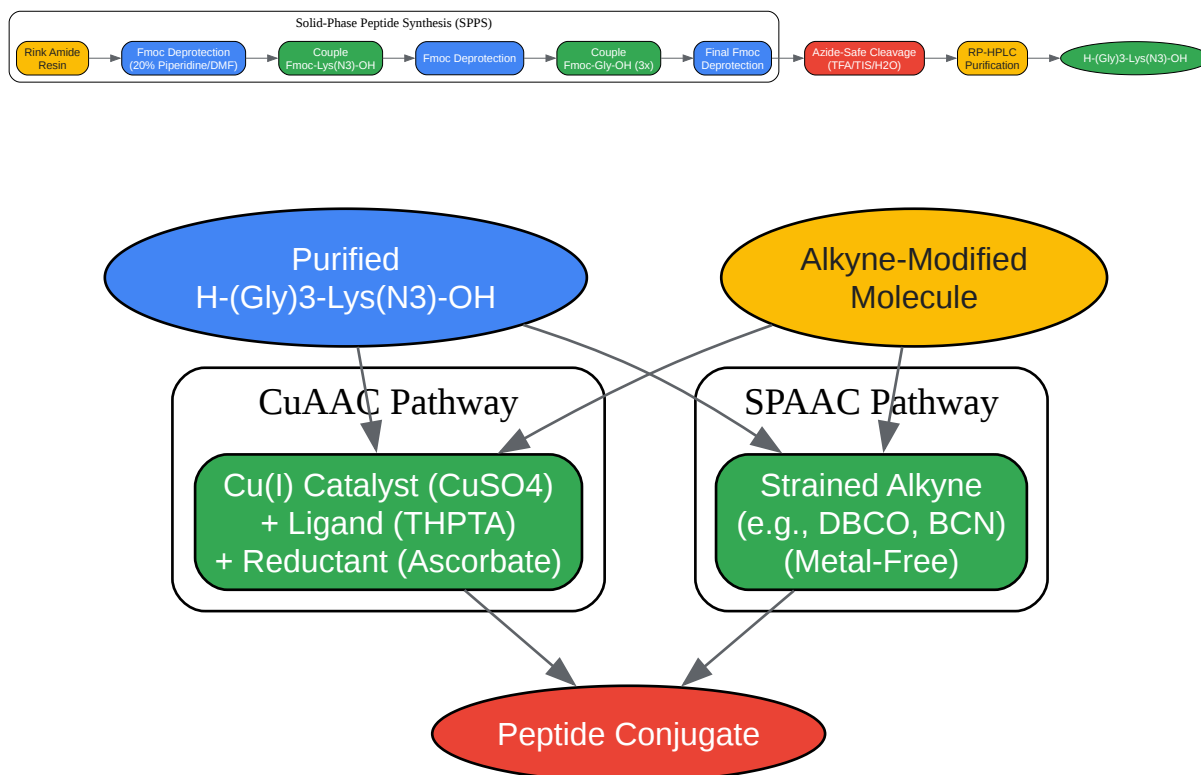 Solid-Phase Peptide Synthesis (SPPS)
Rink Amide
Resin
Fmoc Deprotection
(20% Piperidine/DMF)
Couple
Fmoc-Lys(N3)-OH
Fmoc Deprotection
Couple
Fmoc-Gly-OH (3x)
Final Fmoc
Deprotection
Azide-Safe Cleavage
(TFA/TIS/H2O)
RP-HPLC
Purification
H-(Gly)3-Lys(N3)-OH
Purified
H-(Gly)3-Lys(N3)-OH
Alkyne-Modified
Molecule
CuAAC Pathway
Cu(I) Catalyst (CuSO4)
+ Ligand (THPTA)
+ Reductant (Ascorbate)
SPAAC Pathway
Strained Alkyne
(e.g., DBCO, BCN)
(Metal-Free)
Peptide Conjugate